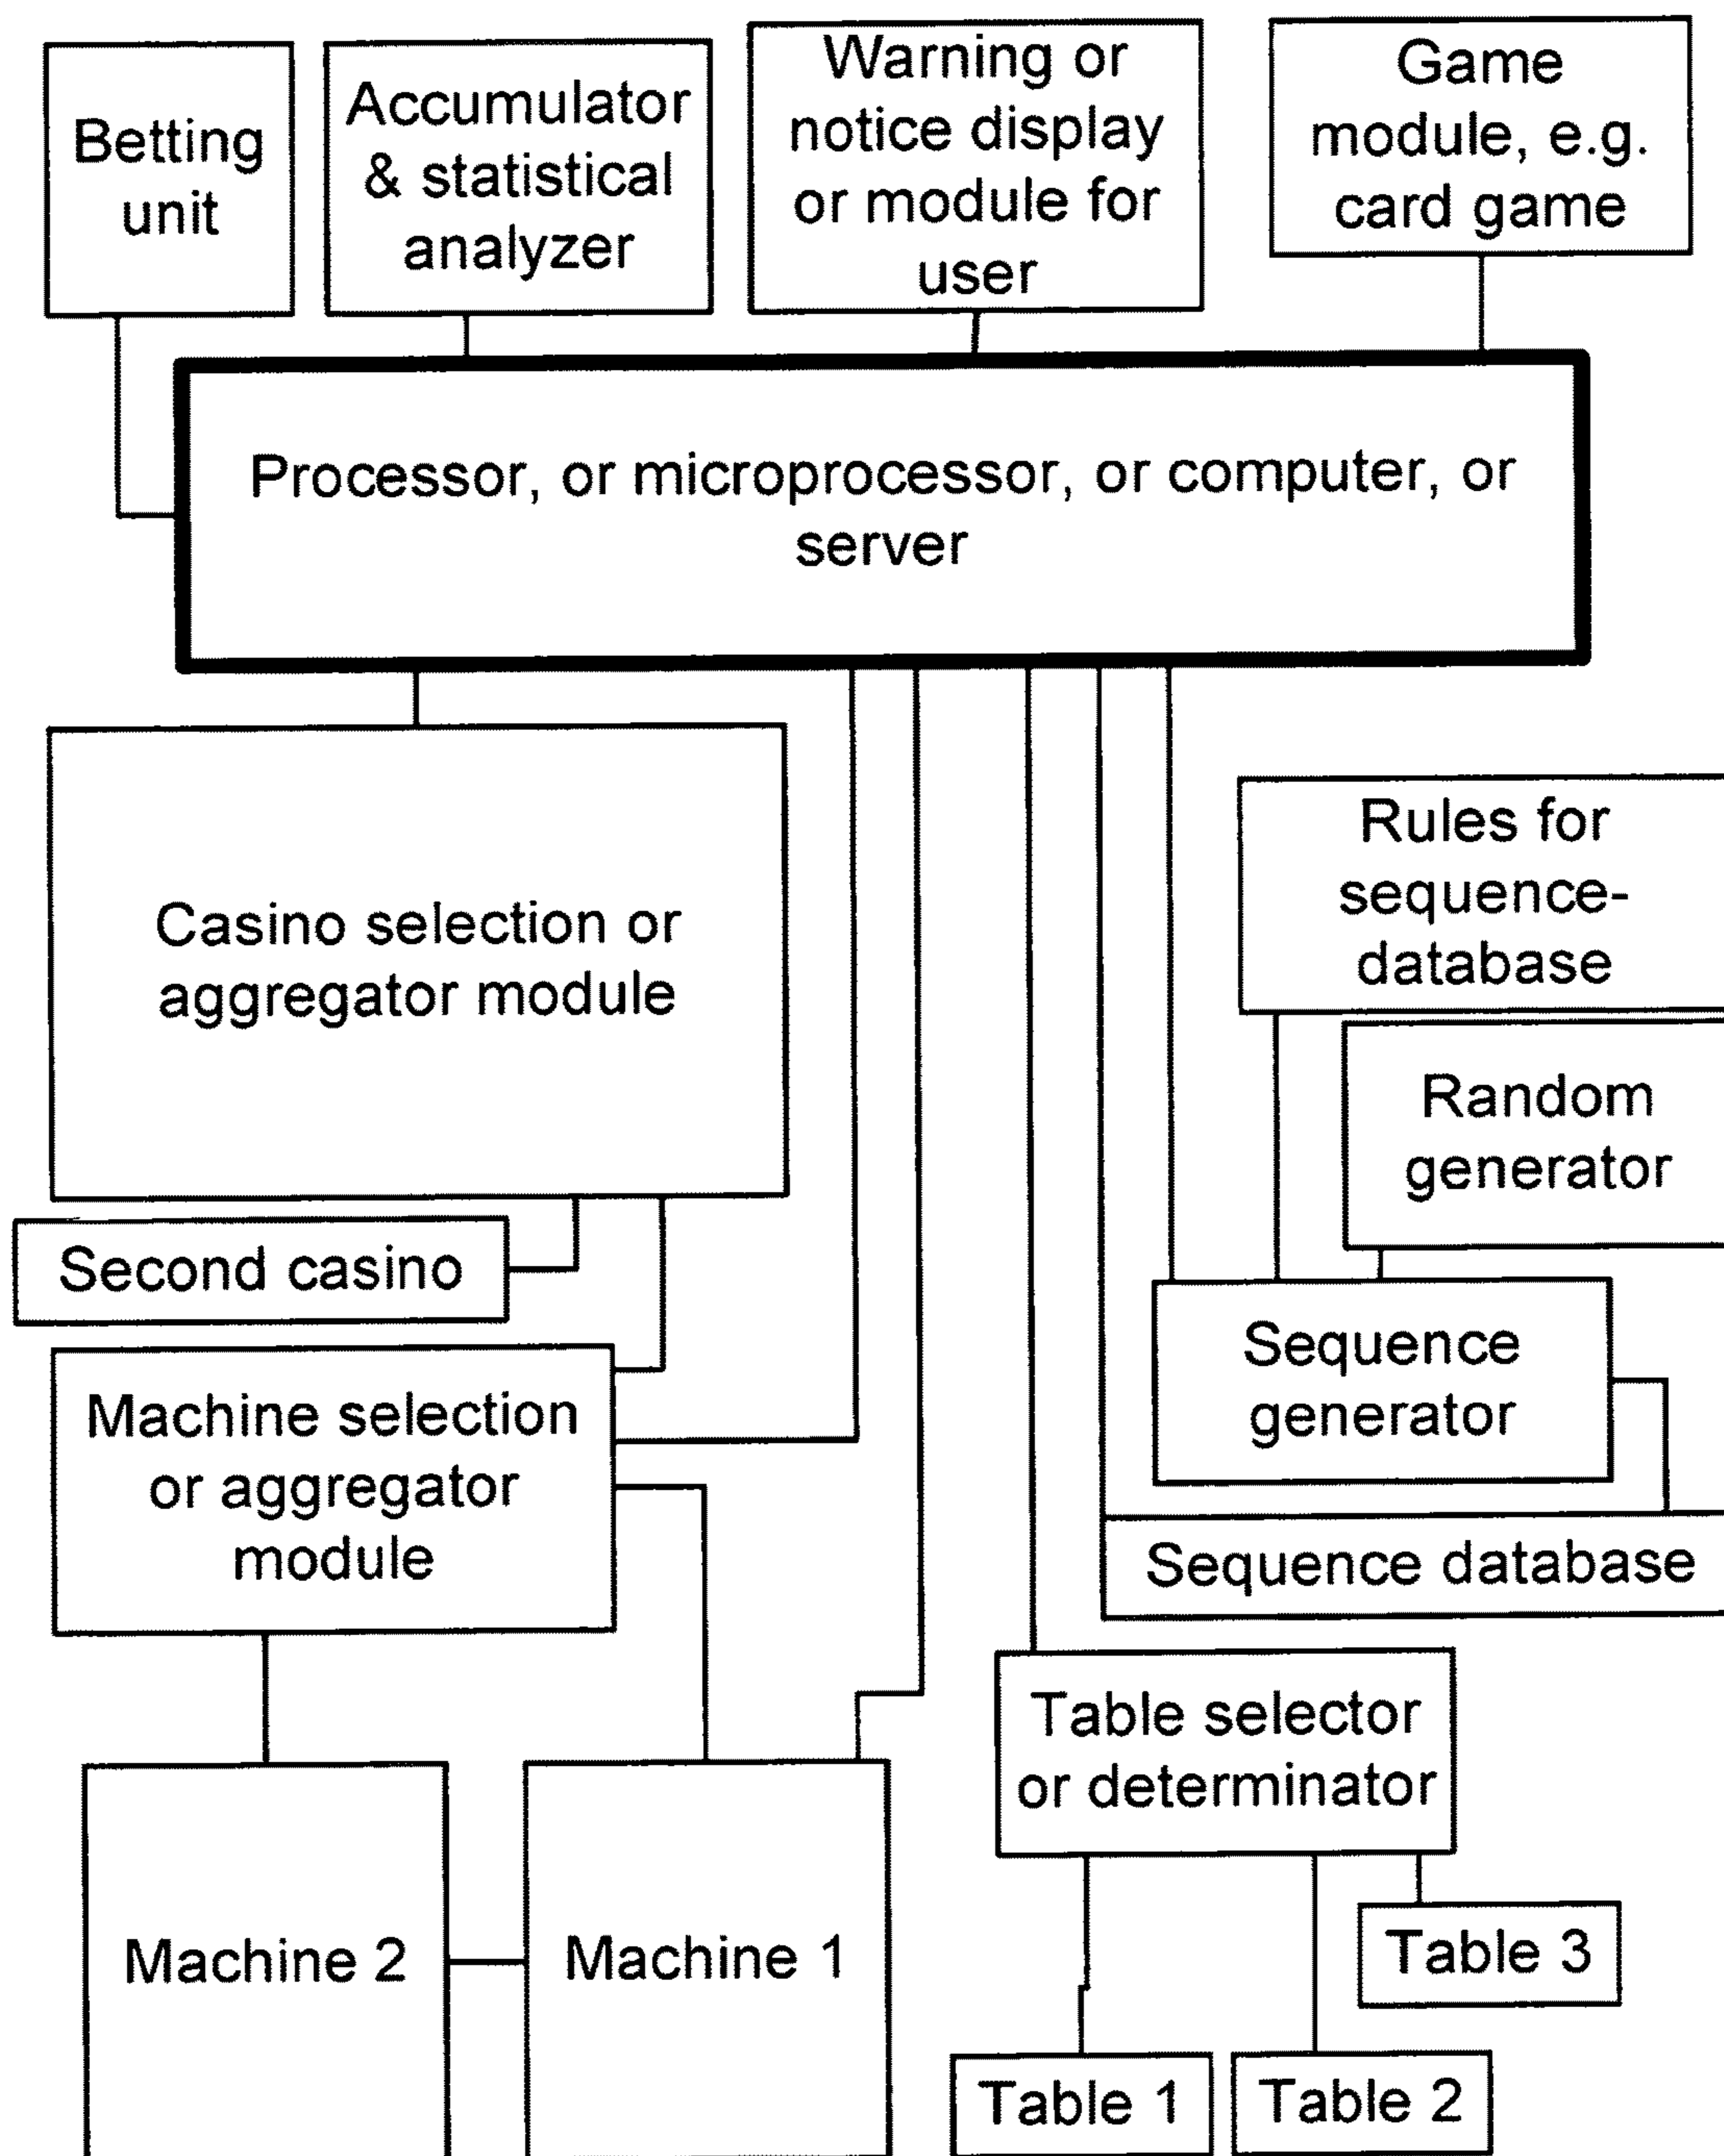 Betting
unit
Accumulator
& statistical
analyzer
Warning or
notice display
or module for
user
Game
module, e.g.
card game
Processor, or microprocessor, or computer, or
server
Casino selection or
aggregator module
Rules for
sequence-
database
Random
generator
Second casino
Sequence
generator
Machine selection
or aggregator
module
Sequence database
Table selector
or determinator
Machine 2
Machine 1
Table 3
Table 1
Table 2